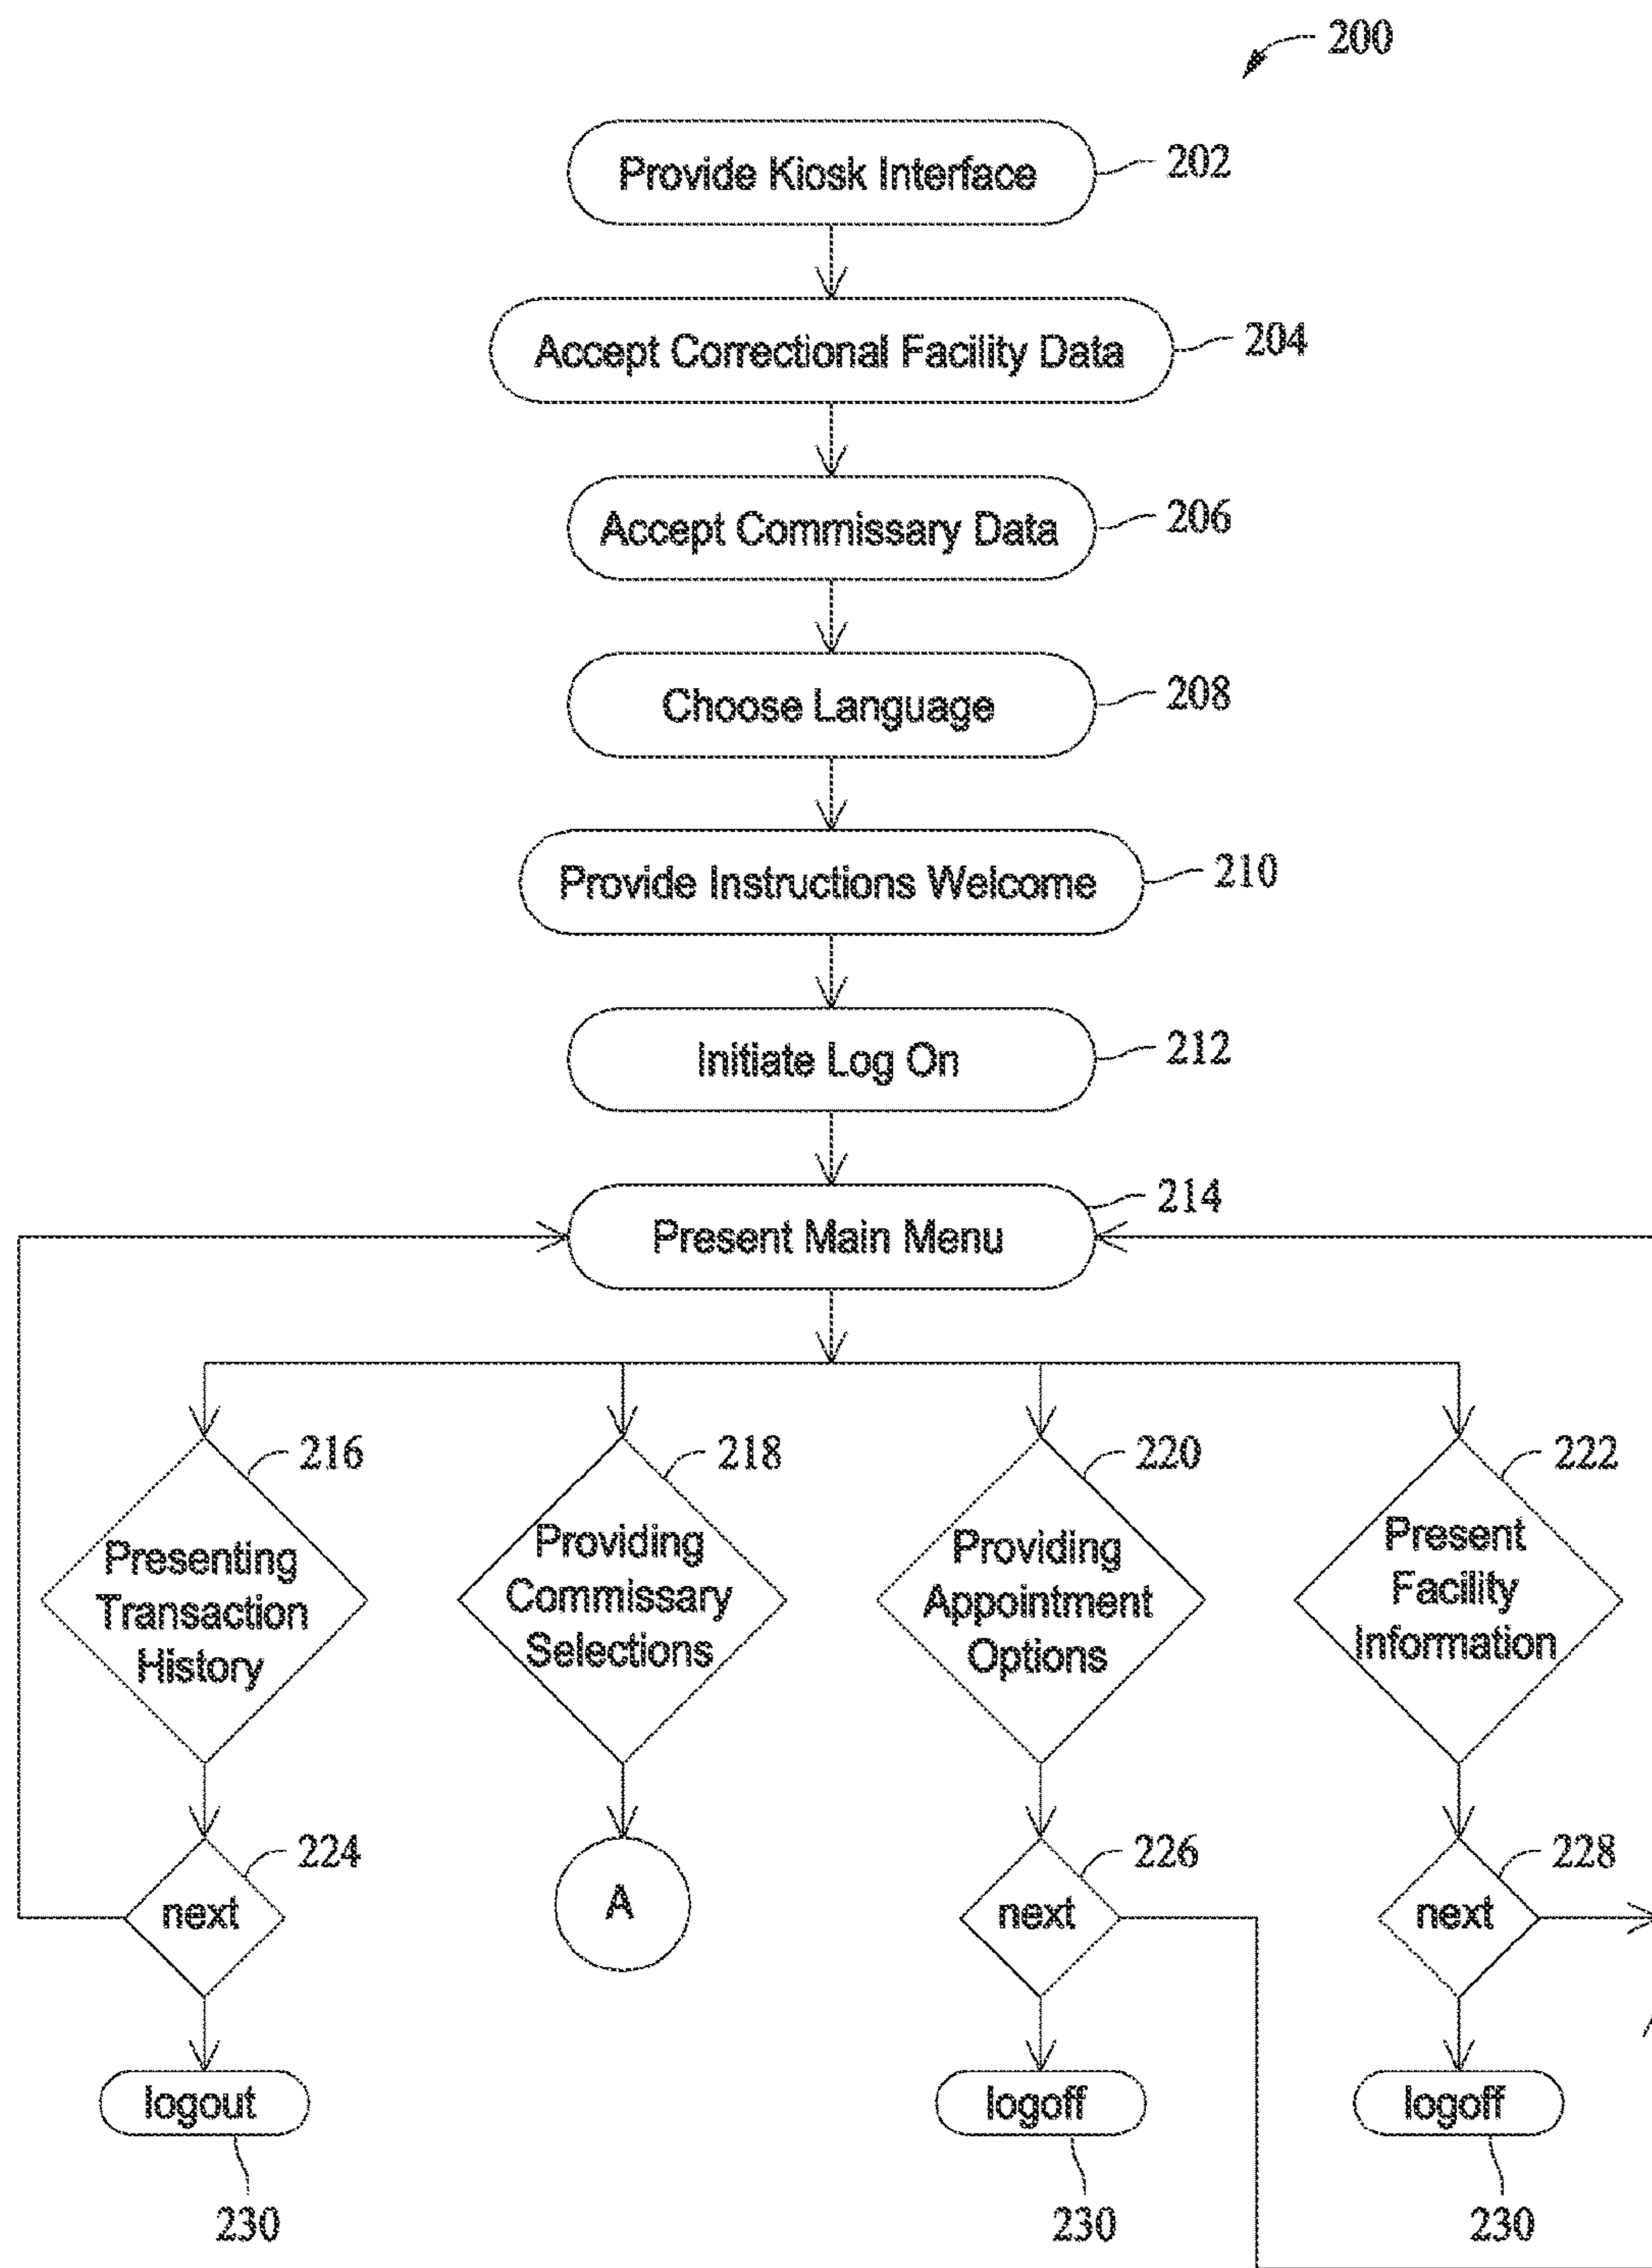 200
Provide Kiosk Interface
202
Accept Correctional Facility Data
204
Accept Commissary Data
206
Choose Language
208
Provide Instructions Welcome
210
Initiate Log On
212
214
Present Main Menu
216
218
220
222
Presenting
Transaction
History
Providing
Commissary
Selections
Providing
Appointment
Options
Present
Facility
Information
224
226
228
next
A
next
next
logout
logoff
logoff
230
230
230